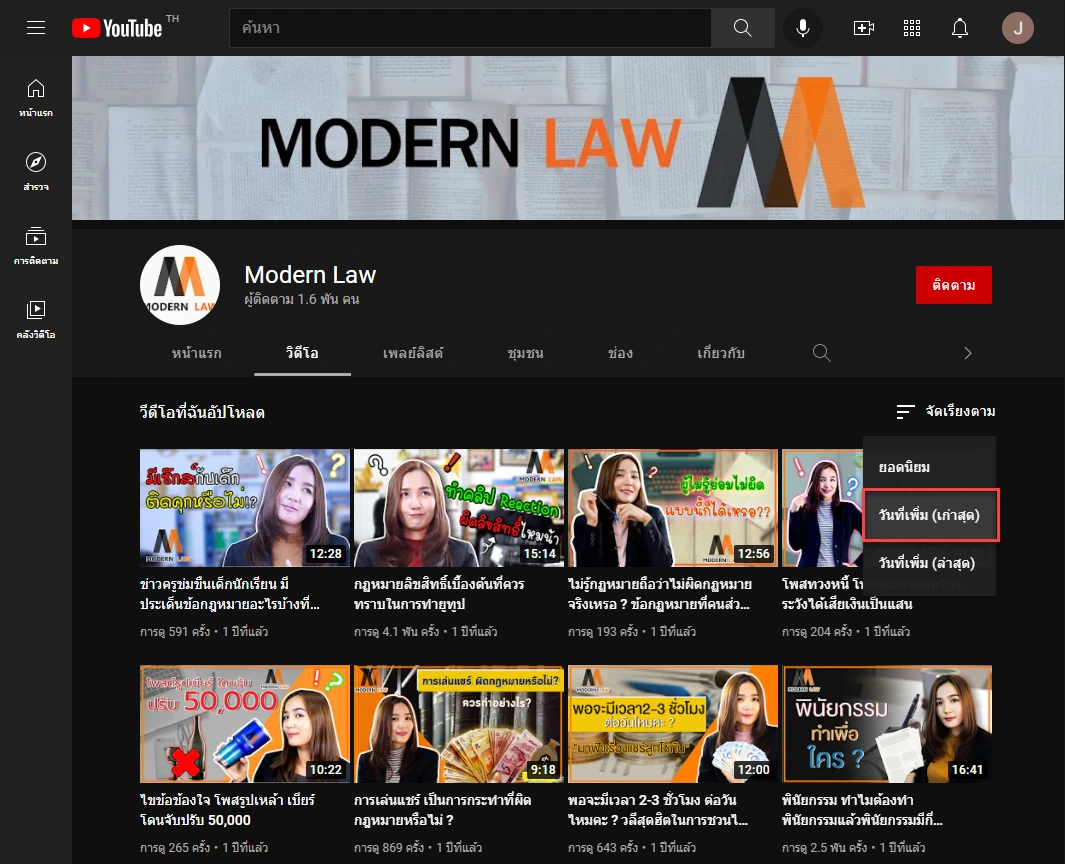 YouTube TH
ค้นหา
J
หน้าแรก
สำรวจ
การติดตาม
คลังวิดีโอ
MODERN LAW
MODERN LAW
Modern Law
ผู้ติดตาม 1.6 พัน คน
ติดตาม
หน้าแรก วิดีโอ เพลย์ลิสต์ ชุมชน ช่อง เกี่ยวกับ
วิดีโอที่ฉันอัปโหลด
จัดเรียงตาม
ยอดนิยม
วันที่เพิ่ม (เก่าสุด)
วันที่เพิ่ม (ล่าสุด)
มีเซ็กส์กับเด็ก
ติดคุกหรือไม่!?
MODERN LAW
12:28
ข่าวครูข่มขืนเด็กนักเรียน มี
ประเด็นข้อกฎหมายอะไรบ้างที่...
การดู 591 ครั้ง • 1 ปีที่แล้ว
MODERN LAW
ทำคลิป Reaction
ผิดลิขสิทธิ์ไหมน้า
15:14
กฎหมายลิขสิทธิ์เบื้องต้นที่ควร
ทราบในการทำยูทูป
การดู 4.1 พัน ครั้ง • 1 ปีที่แล้ว
ผู้ไม่รู้ย่อมไม่ผิด
แบบนี้ก็ได้เหรอ??
12:56
ไม่รู้กฎหมายถือว่าไม่ผิดกฎหมาย
จริงเหรอ ? ข้อกฎหมายที่คนส่ว...
การดู 193 ครั้ง • 1 ปีที่แล้ว
โพสทวงหนี้
ระวังได้เสียเงินเป็นแสน
การดู 204 ครั้ง • 1 ปีที่แล้ว
โพสต์รูปเบียร์ โดนจับ
ปรับ 50,000
MODERN LAW
10:22
ไขข้อข้องใจ โพสรูปเหล้า เบียร์
โดนจับปรับ 50,000
การดู 265 ครั้ง • 1 ปีที่แล้ว
การเล่นแชร์ ผิดกฎหมายหรือไม่?
ควรทำอย่างไร?
9:18
การเล่นแชร์ เป็นการกระทำที่ผิด
กฎหมายหรือไม่ ?
การดู 869 ครั้ง • 1 ปีที่แล้ว
MODERN LAW
พอจะมีเวลา2-3 ชั่วโมง
ต่อวันไหมคะ ?
"มาฟังเรื่องแชร์ลูกโซ่กัน"
12:00
พอจะมีเวลา 2-3 ชั่วโมง ต่อวัน
ไหมคะ ? วลีสุดฮิตในการชวนไ...
การดู 643 ครั้ง • 1 ปีที่แล้ว
MODERN LAW
พินัยกรรม
ทำเพื่อ
ใคร ?
16:41
พินัยกรรม ทำไมต้องทำ
พินัยกรรมแล้วพินัยกรรมมีกี่...
การดู 2.5 พัน ครั้ง • 1 ปีที่แล้ว